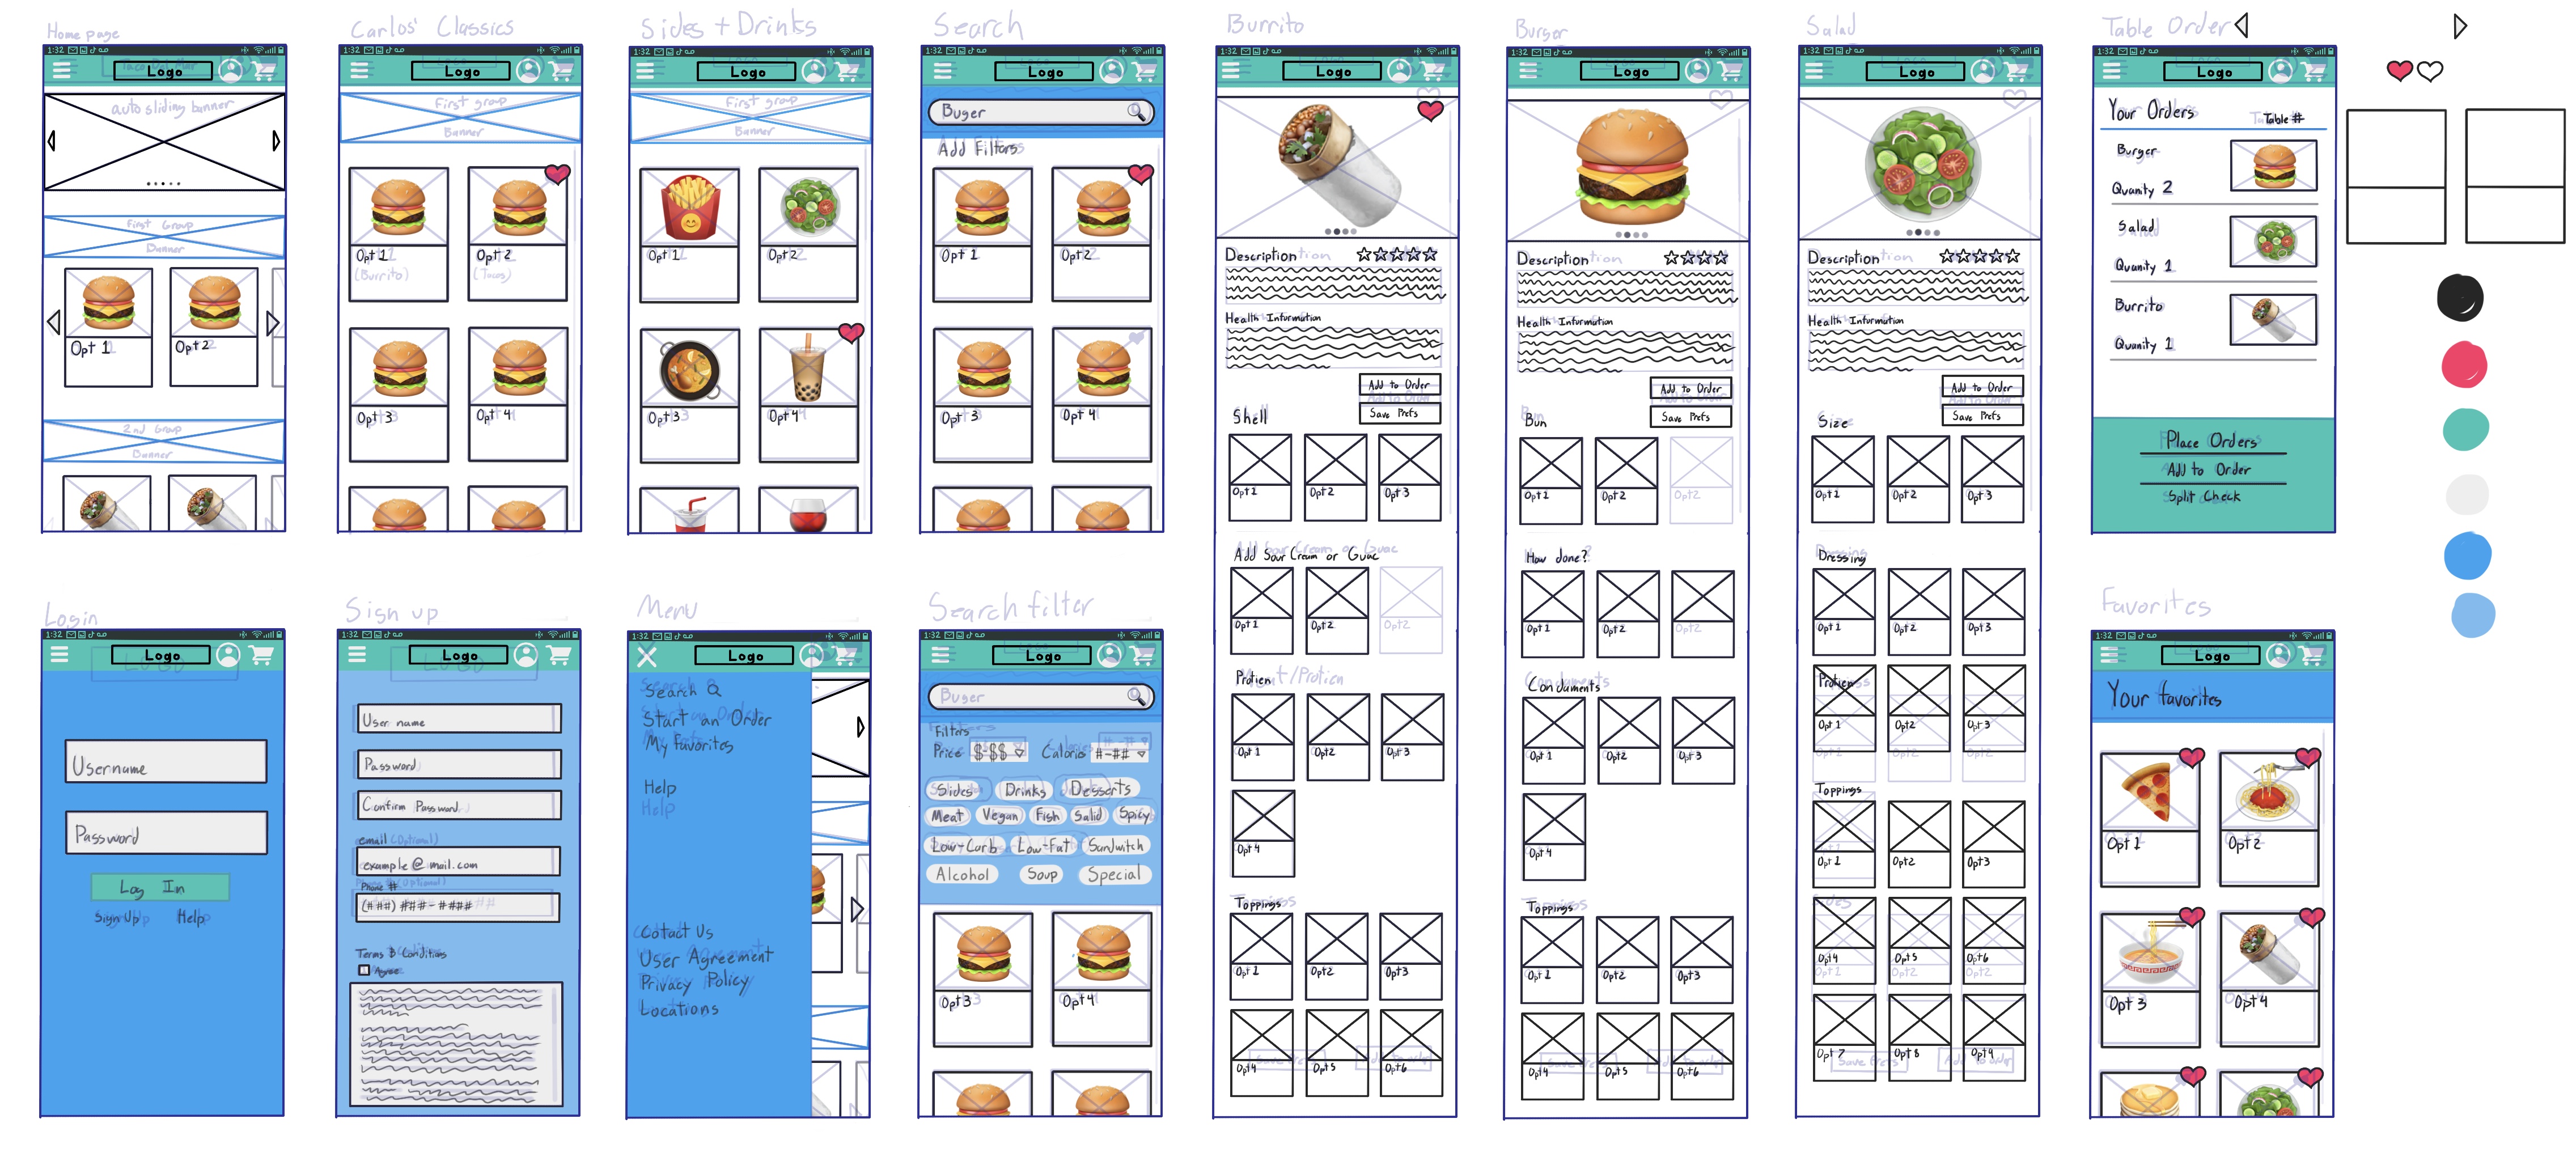 Home page
1:32
Logo
auto sliding banner
First Group
Banner
Opt 1
Opt 2
2nd Group
Banner
Carlos' Classics
1:32
Logo
First group
Banner
Opt 1
(Burrito)
Opt 2
(Tacos)
Opt 3
Opt 4
Sides + Drinks
1:32
Logo
First group
Banner
Opt 1
Opt 2
Opt 3
Opt 4
Search
1:32
Logo
Buger
Add Filters
Opt 1
Opt 2
Opt 3
Opt 4
Burrito
1:32
Logo
Description
Health Information
Add to Order
Save Prefs
Shell
Opt 1
Opt 2
Opt 3
Add Sour Cream or Guac
Opt 1
Opt 2
Opt 2
Protien
Meat/Protien
Opt 1
Opt 2
Opt 3
Opt 4
Toppings
Opt 1
Opt 2
Opt 3
Opt 4
Opt 5
Opt 6
Save Prefs
Add to order
Burger
1:32
Logo
Description
Health Information
Add to Order
Save Prefs
Bun
Opt 1
Opt 2
Opt 2
How done?
Opt 1
Opt 2
Opt 2
Condaments
Opt 1
Opt 2
Opt 3
Opt 4
Toppings
Opt 1
Opt 2
Opt 3
Opt 4
Opt 5
Opt 6
Salad
1:32
Logo
Description
Health Information
Add to Order
Save Prefs
Size
Opt 1
Opt 2
Opt 3
Dressing
Opt 1
Opt 2
Opt 3
Protien
Opt 1
Opt 2
Opt 3
Toppings
Opt 1
Opt 2
Opt 3
Sides
Opt 4
Opt 5
Opt 6
Opt 7
Opt 8
Opt 9
Save Prefs
Add to order
Table Order
1:32
Logo
Your Orders
Table #
Burger
Quanity 2
Salad
Quanity 1
Burrito
Quanity 1
Place Orders
Add to Order
Split Check
Login
1:32
Logo
Username
Password
Log In
Sign Up
Help
Sign up
1:32
Logo
User name
Password
Confirm Password
email (Optional)
example@mail.com
Phone #
(###) ###-####
Terms & Conditions
Agree
Menu
1:32
Logo
Search
Start an Order
My favorites
Help
Cotact Us
User Agreement
Privacy Policy
Locations
Search filter
1:32
Logo
Buger
Filters
Price $-$$ Calorie #-##
Sides Drinks Desserts
Meat Vegan Fish Salid Spicy
Low-Carb Low-Fat Sandwitch
Alcohol Soup Special
Opt 3
Opt 4
Favorites
1:32
Logo
Your favorites
Opt 1
Opt 2
Opt 3
Opt 4